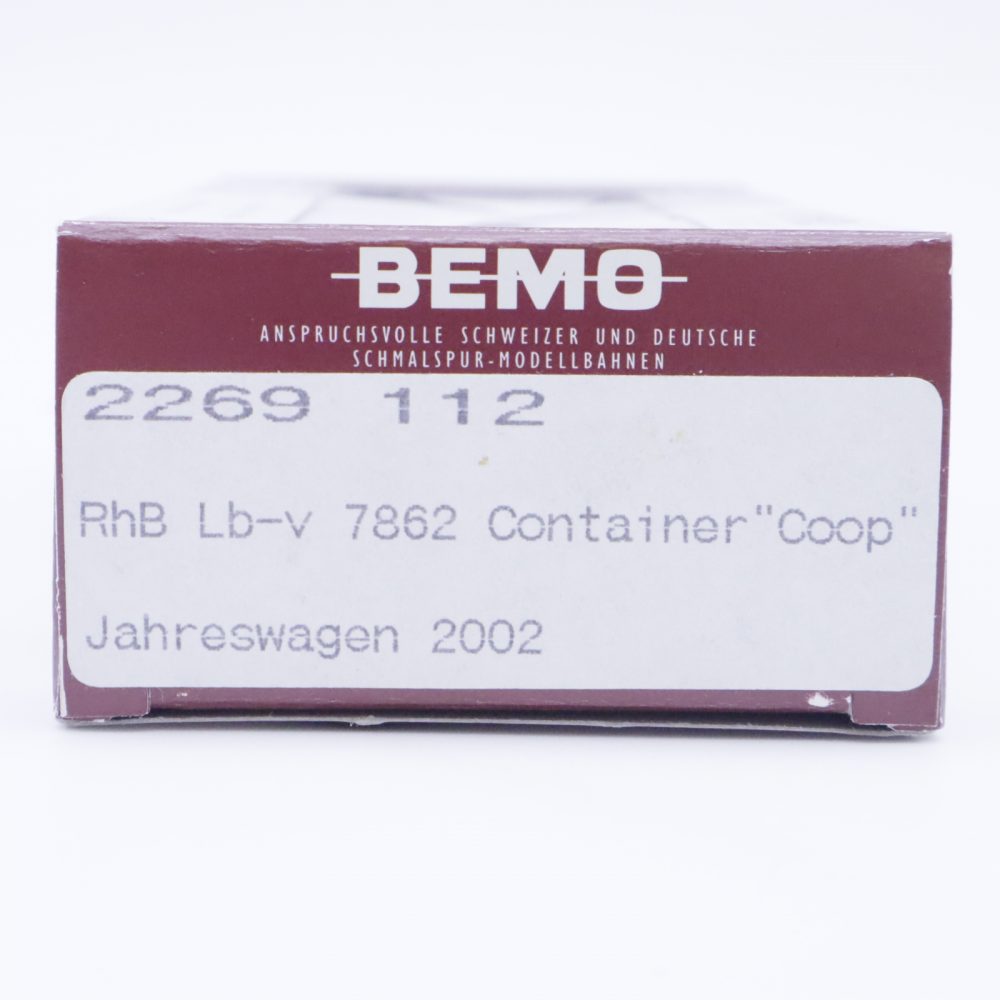 BEMO
ANSPRUCHSVOLLE SCHWEIZER UND DEUTSCHE
SCHMALSPUR-MODELLBAHNEN
2269 112
RhB Lb-v 7862 Container"Coop"
Jahreswagen 2002